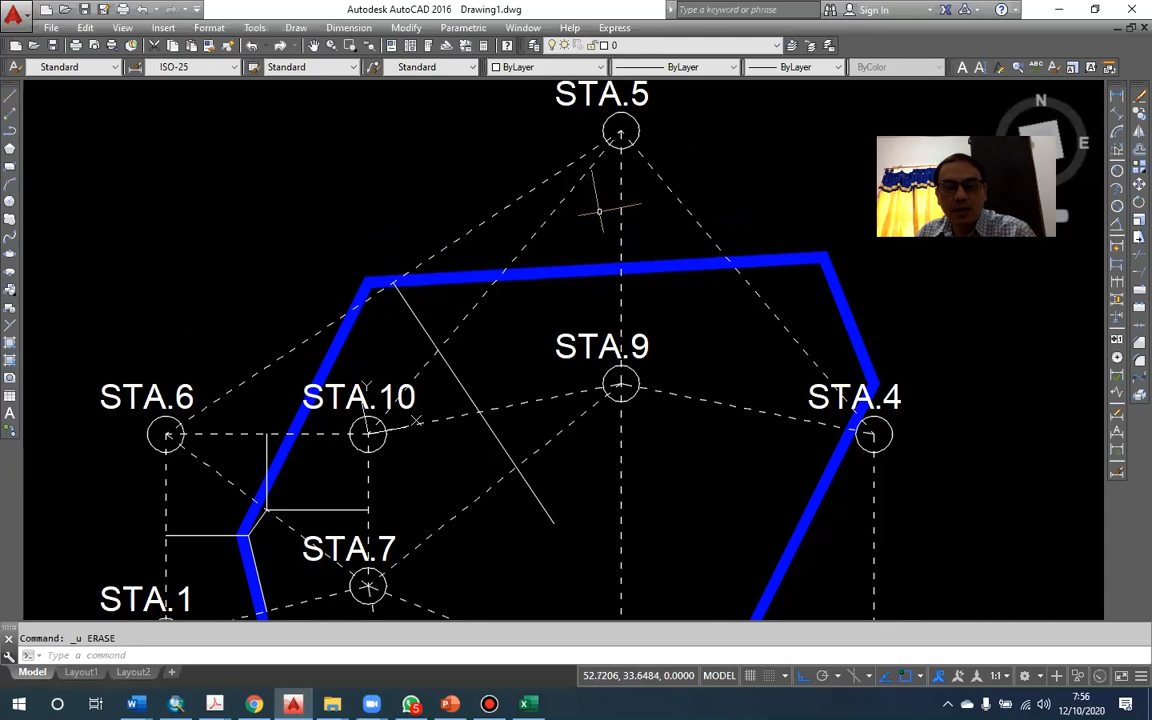 Autodesk AutoCAD 2016 Drawing1.dwg
Type a keyword or phrase
Sign In
File Edit View Insert Format Tools Draw Dimension Modify Parametric Window Help Express
0
Standard ISO-25 Standard Standard ByLayer ByLayer ByLayer ByColor
N
E
STA.5
STA.9
STA.6
STA.10
STA.4
Y
X
STA.7
STA.1
Command: _u ERASE
Type a command
Model Layout1 Layout2 +
52.7206, 33.6484, 0.0000 MODEL
1:1
5
7:56
12/10/2020